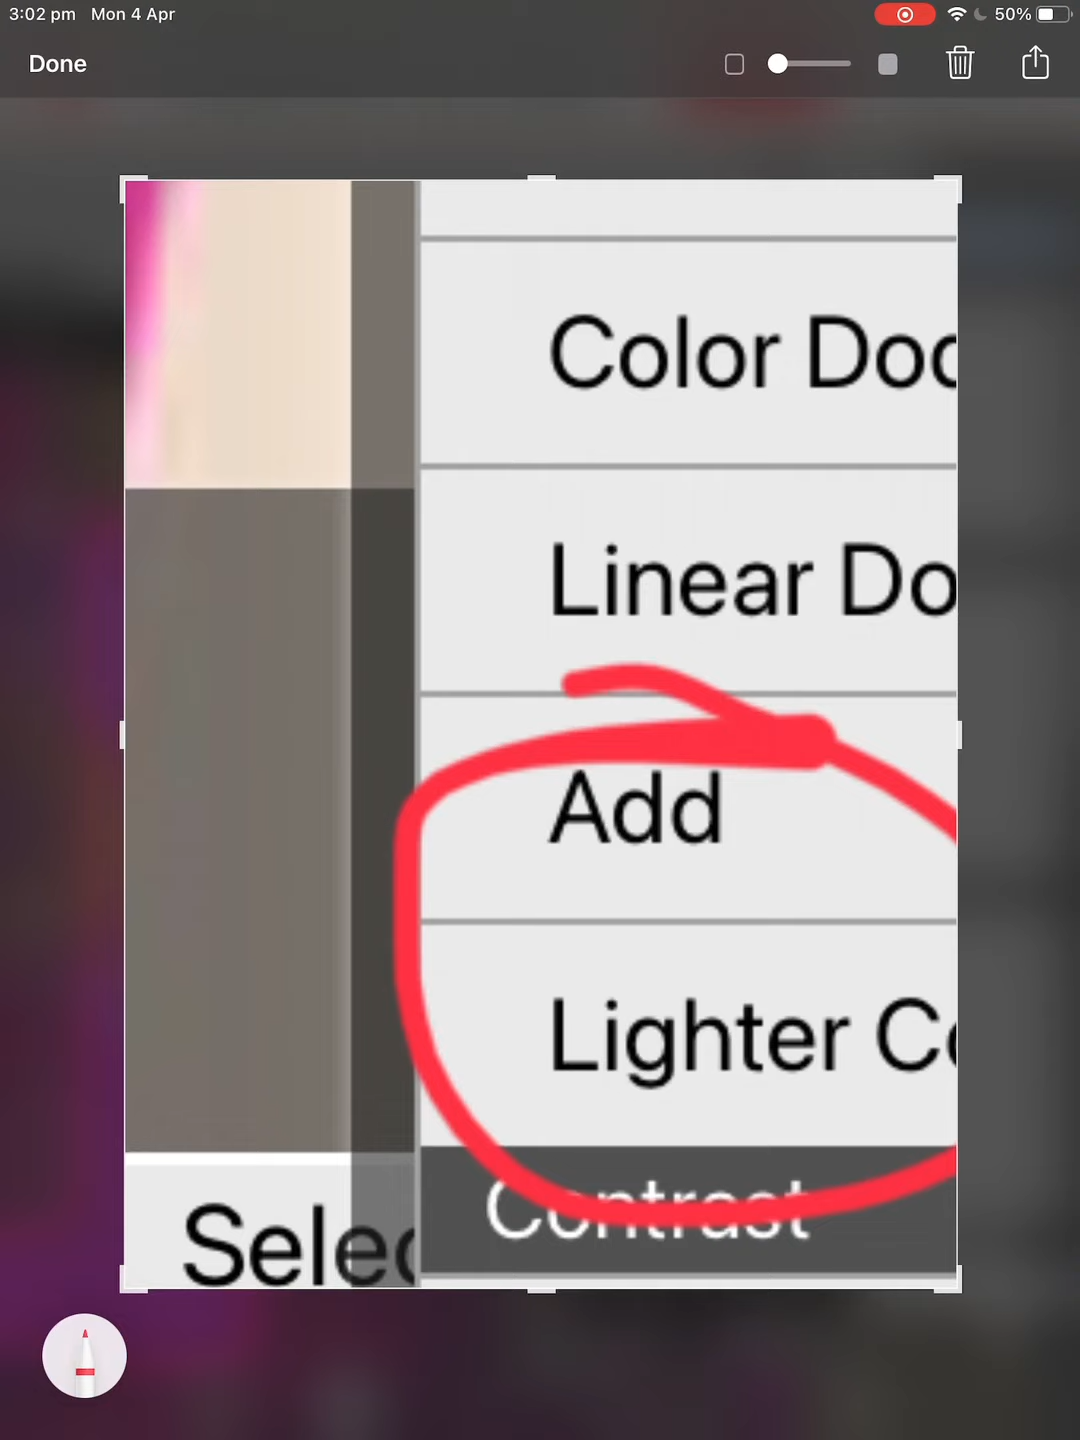 3:02 pm Mon 4 Apr
50%
Done
Color Doc
Linear Do
Add
Lighter Co
Contrast
Selec